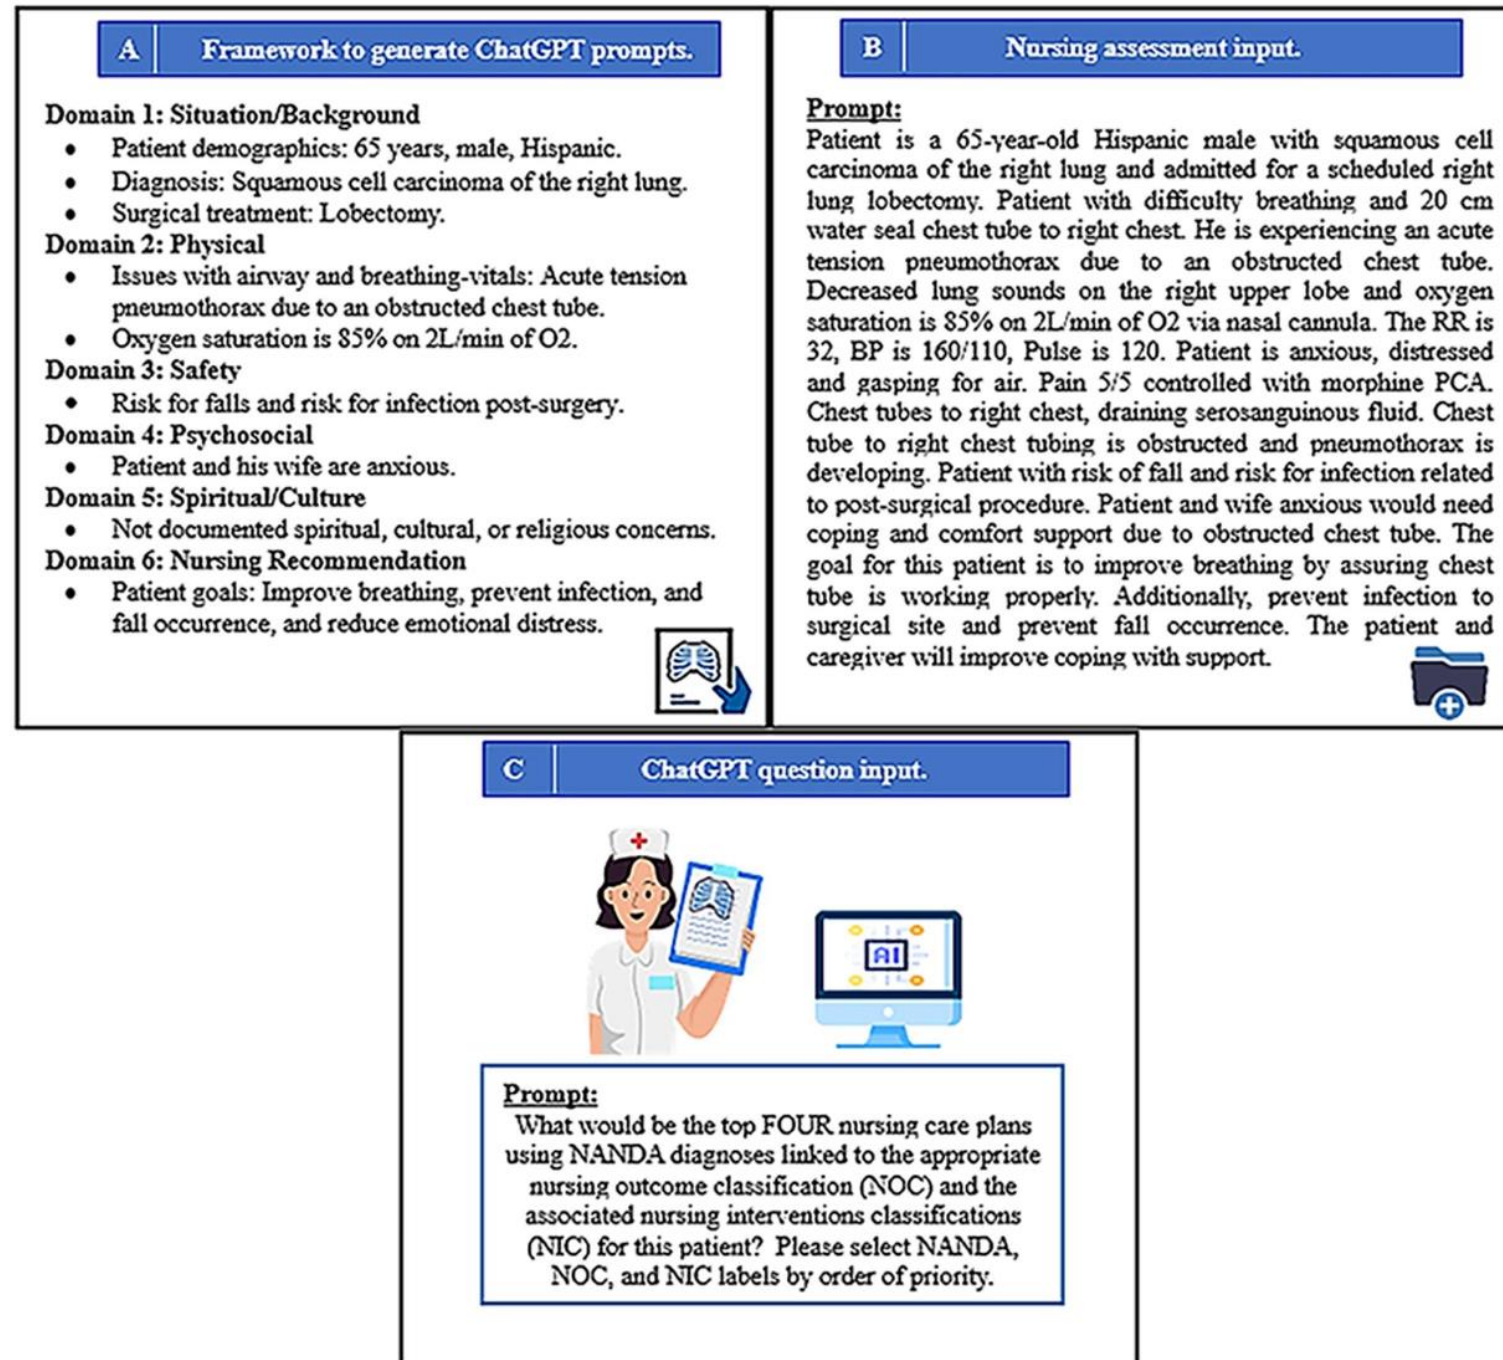 A
Framework to generate ChatGPT prompts.
Domain 1: Situation/Background
• Patient demographics: 65 years, male, Hispanic.
• Diagnosis: Squamous cell carcinoma of the right lung.
• Surgical treatment: Lobectomy.
Domain 2: Physical
• Issues with airway and breathing-vitals: Acute tension
pneumothorax due to an obstructed chest tube.
• Oxygen saturation is 85% on 2L/min of O2.
Domain 3: Safety
• Risk for falls and risk for infection post-surgery.
Domain 4: Psychosocial
• Patient and his wife are anxious.
Domain 5: Spiritual/Culture
• Not documented spiritual, cultural, or religious concerns.
Domain 6: Nursing Recommendation
• Patient goals: Improve breathing, prevent infection, and
fall occurrence, and reduce emotional distress.
B
Nursing assessment input.
Prompt:
Patient is a 65-year-old Hispanic male with squamous cell
carcinoma of the right lung and admitted for a scheduled right
lung lobectomy. Patient with difficulty breathing and 20 cm
water seal chest tube to right chest. He is experiencing an acute
tension pneumothorax due to an obstructed chest tube.
Decreased lung sounds on the right upper lobe and oxygen
saturation is 85% on 2L/min of O2 via nasal cannula. The RR is
32, BP is 160/110, Pulse is 120. Patient is anxious, distressed
and gasping for air. Pain 5/5 controlled with morphine PCA.
Chest tubes to right chest, draining serosanguinous fluid. Chest
tube to right chest tubing is obstructed and pneumothorax is
developing. Patient with risk of fall and risk for infection related
to post-surgical procedure. Patient and wife anxious would need
coping and comfort support due to obstructed chest tube. The
goal for this patient is to improve breathing by assuring chest
tube is working properly. Additionally, prevent infection to
surgical site and prevent fall occurrence. The patient and
caregiver will improve coping with support.
C
ChatGPT question input.
AI
Prompt:
What would be the top FOUR nursing care plans
using NANDA diagnoses linked to the appropriate
nursing outcome classification (NOC) and the
associated nursing interventions classifications
(NIC) for this patient? Please select NANDA,
NOC, and NIC labels by order of priority.